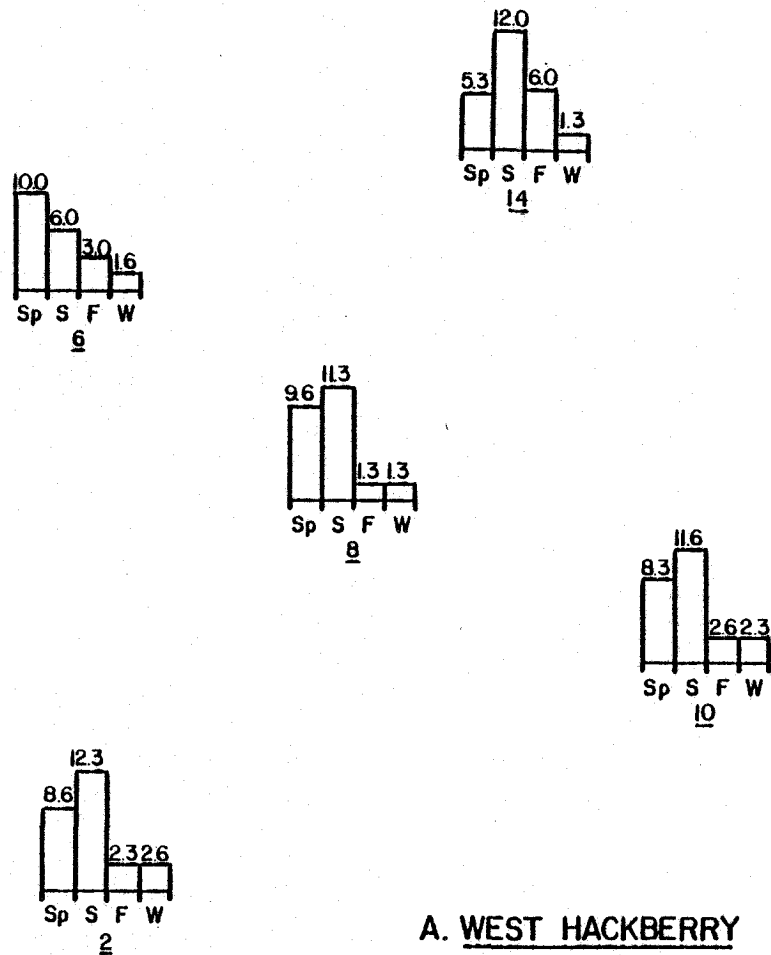 12.0
5.3 6.0 1.3
Sp S F W
14
10.0
6.0
3.0 1.6
Sp S F W
6
11.3
9.6
1.3 1.3
Sp S F W
8
11.6
8.3
2.6 2.3
Sp S F W
10
12.3
8.6
2.3 2.6
Sp S F W
2
A. WEST HACKBERRY